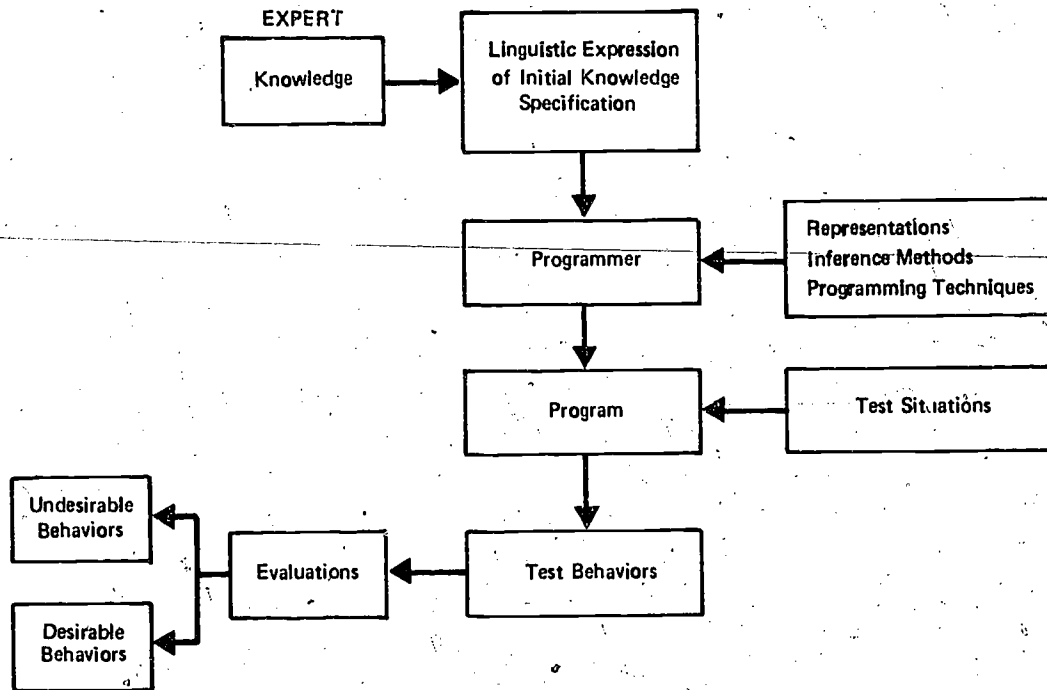 EXPERT
Knowledge
Linguistic Expression
of Initial Knowledge
Specification
Programmer
Representations
Inference Methods
Programming Techniques
Program
Test Situations
Undesirable
Behaviors
Evaluations
Test Behaviors
Desirable
Behaviors